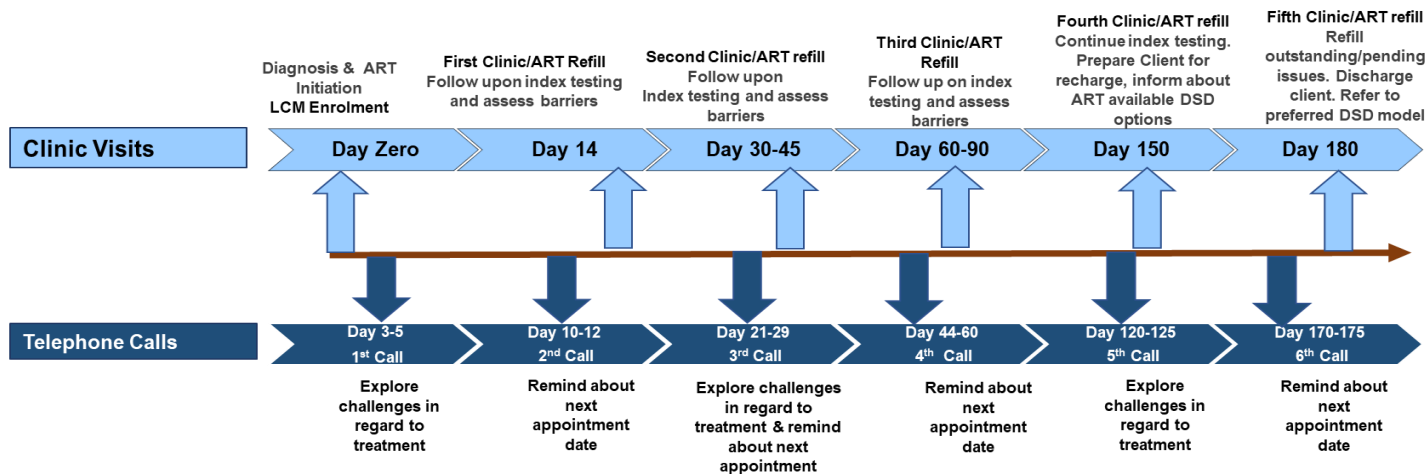 Diagnosis & ART
Initiation
LCM Enrolment
First Clinic/ART Refill
Follow upon index testing
and assess barriers
Second Clinic/ART refill
Follow upon
Index testing and assess
barriers
Third Clinic/ART
Refill
Follow up on index
testing and assess
barriers
Fourth Clinic/ART refill
Continue index testing.
Prepare Client for
recharge, inform about
ART available DSD
options
Fifth Clinic/ART refill
Refill
outstanding/pending
issues. Discharge
client. Refer to
preferred DSD model
Clinic Visits
Day Zero
Day 14
Day 30-45
Day 60-90
Day 150
Day 180
Telephone Calls
Day 3-5
1st Call
Day 10-12
2nd Call
Day 21-29
3rd Call
Day 44-60
4th Call
Day 120-125
5th Call
Day 170-175
6th Call
Explore
challenges in
regard to
treatment
Remind about
next
appointment
date
Explore challenges
in regard to
treatment & remind
about next
appointment
Remind about
next
appointment
date
Explore
challenges in
regard to
treatment
Remind about
next
appointment
date